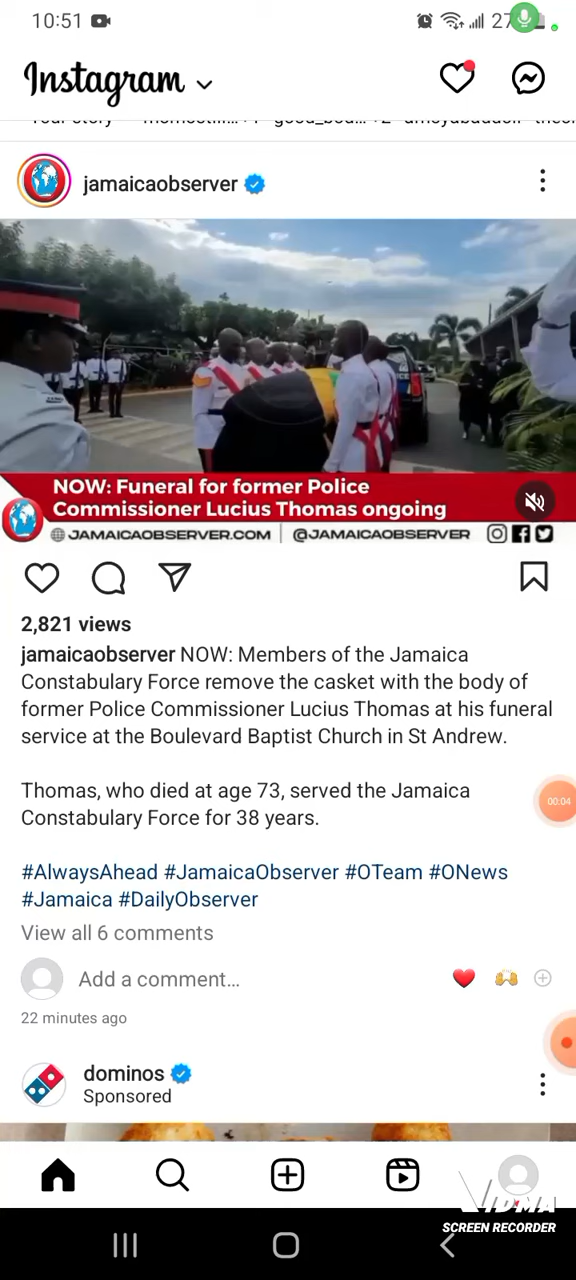 10:51
27
Instagram
jamaicaobserver
NOW: Funeral for former Police
Commissioner Lucius Thomas ongoing
JAMAICAOBSERVER.COM | @JAMAICAOBSERVER
2,821 views
jamaicaobserver NOW: Members of the Jamaica
Constabulary Force remove the casket with the body of
former Police Commissioner Lucius Thomas at his funeral
service at the Boulevard Baptist Church in St Andrew.
Thomas, who died at age 73, served the Jamaica
Constabulary Force for 38 years.
00:04
#AlwaysAhead #JamaicaObserver #OTeam #ONews
#Jamaica #DailyObserver
View all 6 comments
Add a comment...
22 minutes ago
dominos
Sponsored
VIDMA
SCREEN RECORDER